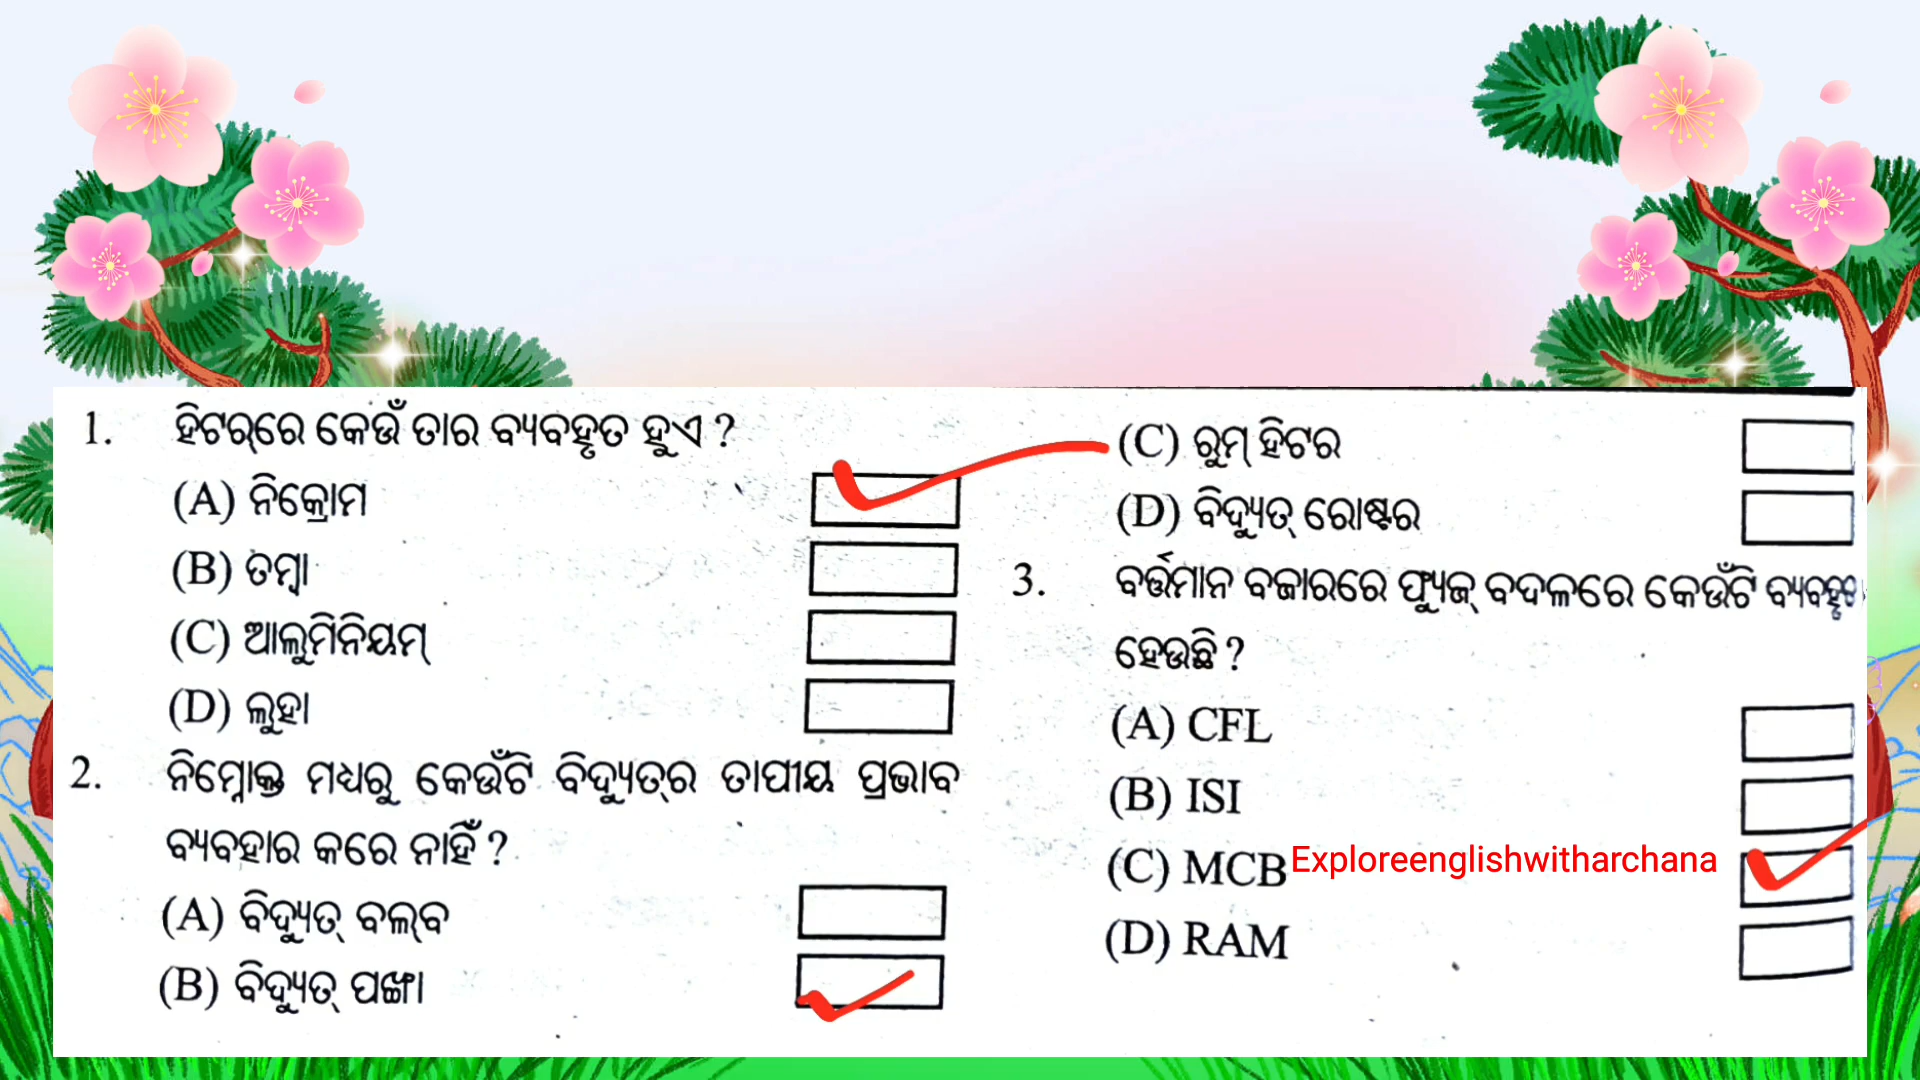 1. ହିଟର୍‌ରେ କେଉଁ ତାର ବ୍ୟବହୃତ ହୁଏ ?
(A) ନିକ୍ରୋମ
(B) ତମ୍ବା
(C) ଆଲୁମିନିୟମ୍
(D) ଲୁହା
2. ନିମ୍ନୋକ୍ତ ମଧ୍ୟରୁ କେଉଁଟି ବିଦ୍ୟୁତ୍‌ର ତାପୀୟ ପ୍ରଭାବ
ବ୍ୟବହାର କରେ ନାହିଁ ?
(A) ବିଦ୍ୟୁତ୍ ବଲ୍‌ବ
(B) ବିଦ୍ୟୁତ୍ ପଙ୍ଖା
(C) ରୁମ୍ ହିଟର
(D) ବିଦ୍ୟୁତ୍ ରୋଷ୍ଟର
3. ବର୍ତ୍ତମାନ ବଜାରରେ ଫ୍ୟୁଜ୍ ବଦଳରେ କେଉଁଟି ବ୍ୟବହୃତ
ହେଉଛି ?
(A) CFL
(B) ISI
(C) MCB
Exploreenglishwitharchana
(D) RAM